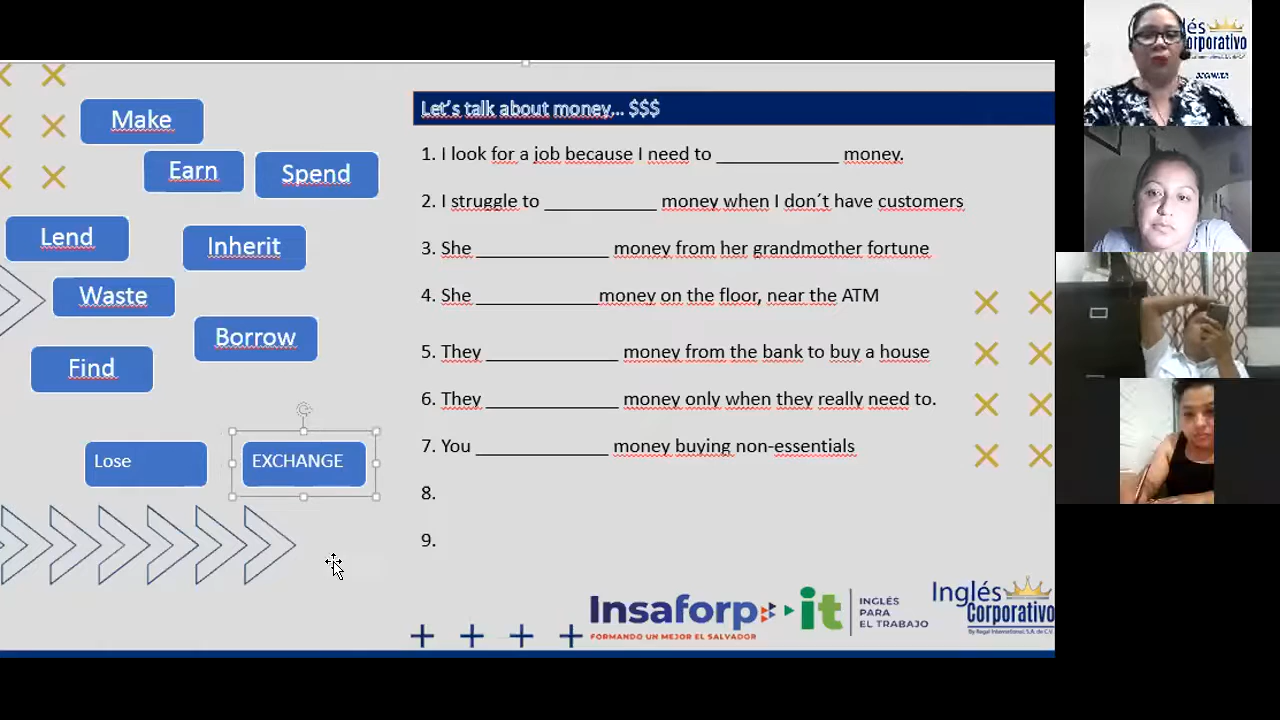 Make
Earn
Spend
Lend
Inherit
Waste
Borrow
Find
Lose
EXCHANGE
Let's talk about money... $$$
1. I look for a job because I need to ____________ money.
2. I struggle to ___________ money when I don't have customers
3. She _____________ money from her grandmother fortune
4. She ____________money on the floor, near the ATM
5. They _____________ money from the bank to buy a house
6. They _____________ money only when they really need to.
7. You _____________ money buying non-essentials
8.
9.
Insaforp
FORMANDO UN MEJOR EL SALVADOR
it
INGLÉS
PARA
EL TRABAJO
Inglés
Corporativo
By Regal International, S.A. de C.V.
lés
orporativo